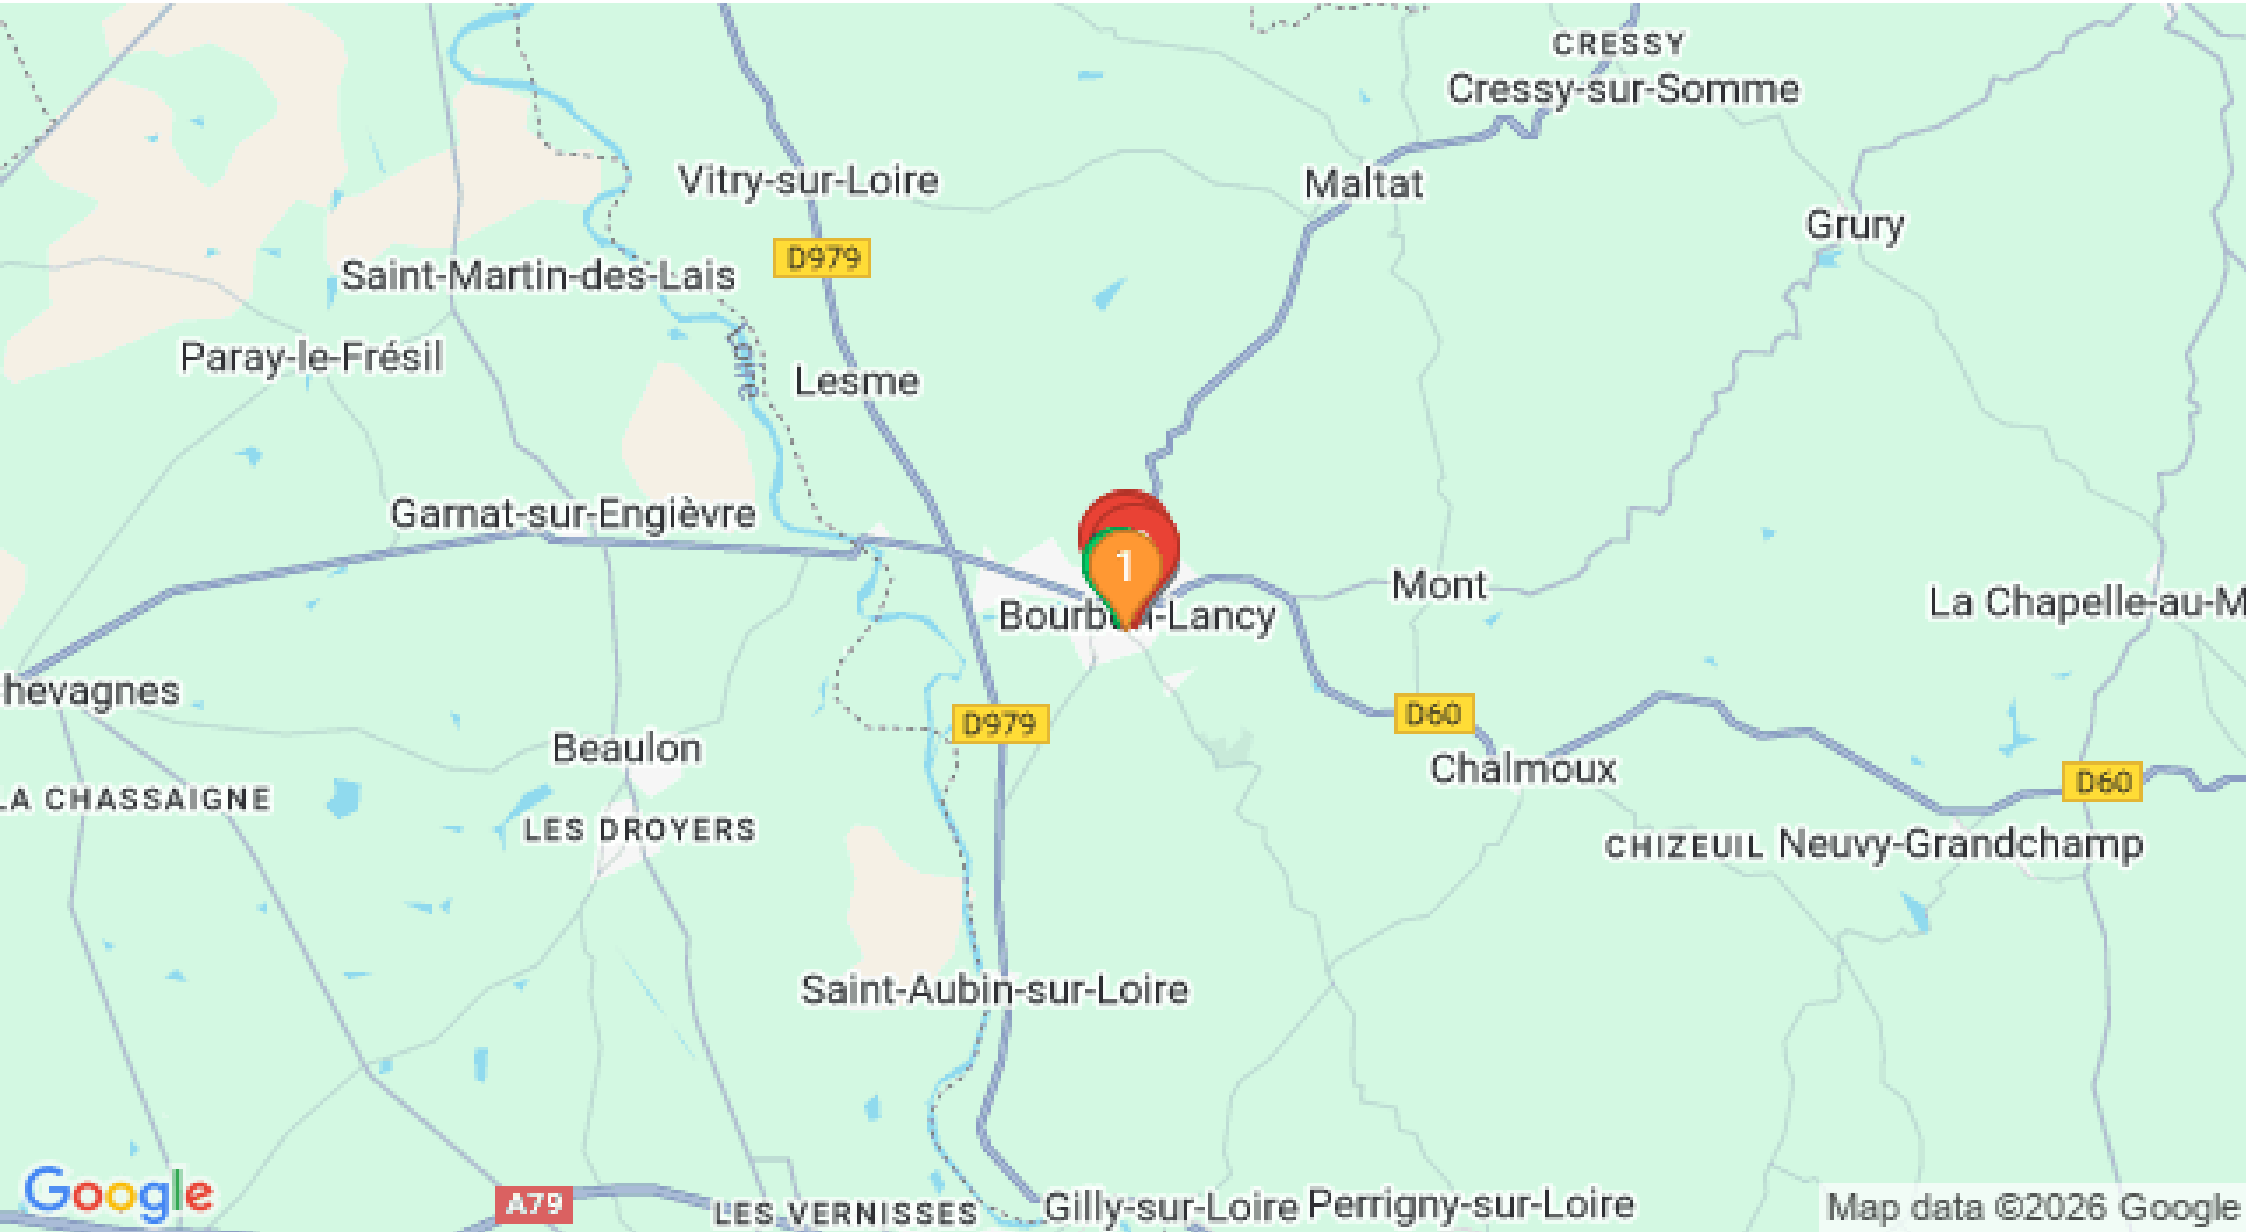 CRESSY
Cressy-sur-Somme
Vitry-sur-Loire
Maltat
Grury
D979
Saint-Martin-des-Lais
Loire
Paray-le-Frésil
Lesme
Garnat-sur-Engièvre
1
Mont
La Chapelle-au-M
Bourbon-Lancy
hevagnes
D979
D60
Beaulon
Chalmoux
D60
LA CHASSAIGNE
LES DROYERS
CHIZEUIL
Neuvy-Grandchamp
Saint-Aubin-sur-Loire
Google
A79
LES VERNISSES
Gilly-sur-Loire
Perrigny-sur-Loire
Map data ©2026 Google